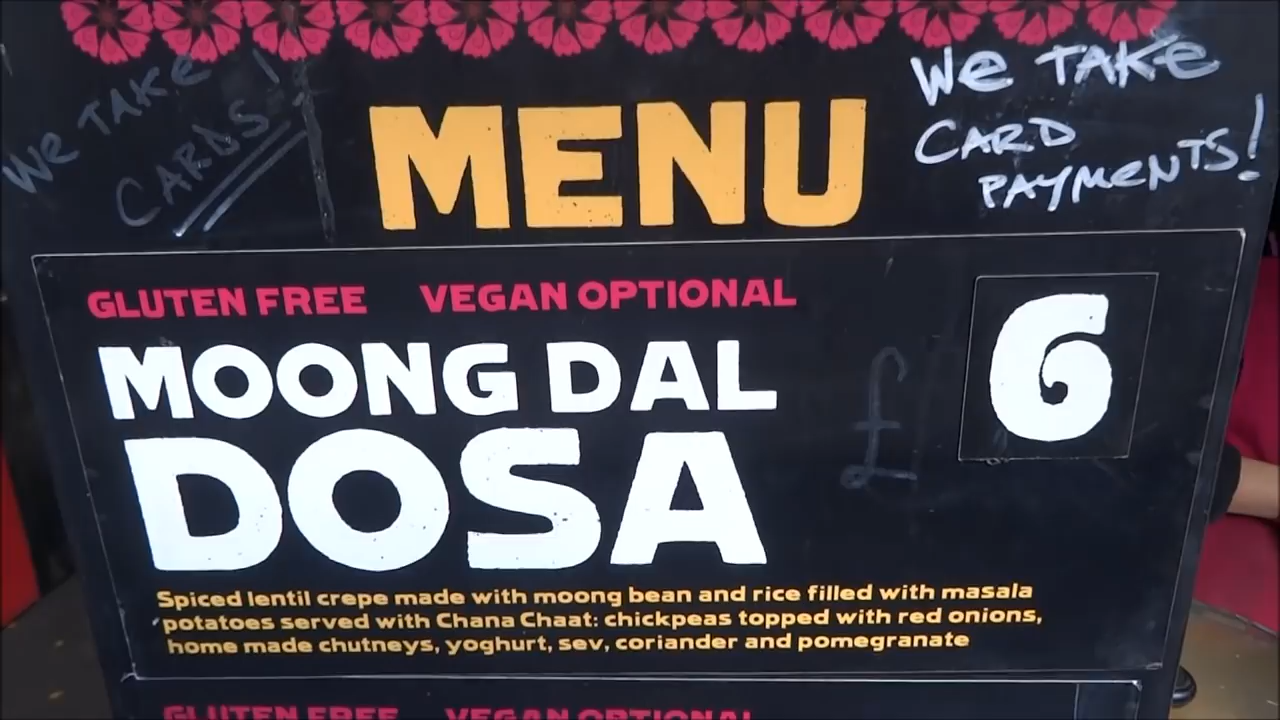 We TAKe
CARDS!
MENU
We TAKe
CARD
PAYMeNTS!
GLUTEN FREE VEGAN OPTIONAL
MOONG DAL
DOSA
£ 6
Spiced lentil crepe made with moong bean and rice filled with masala
potatoes served with Chana Chaat: chickpeas topped with red onions,
home made chutneys, yoghurt, sev, coriander and pomegranate
GLUTEN FREE VEGAN OPTIONAL